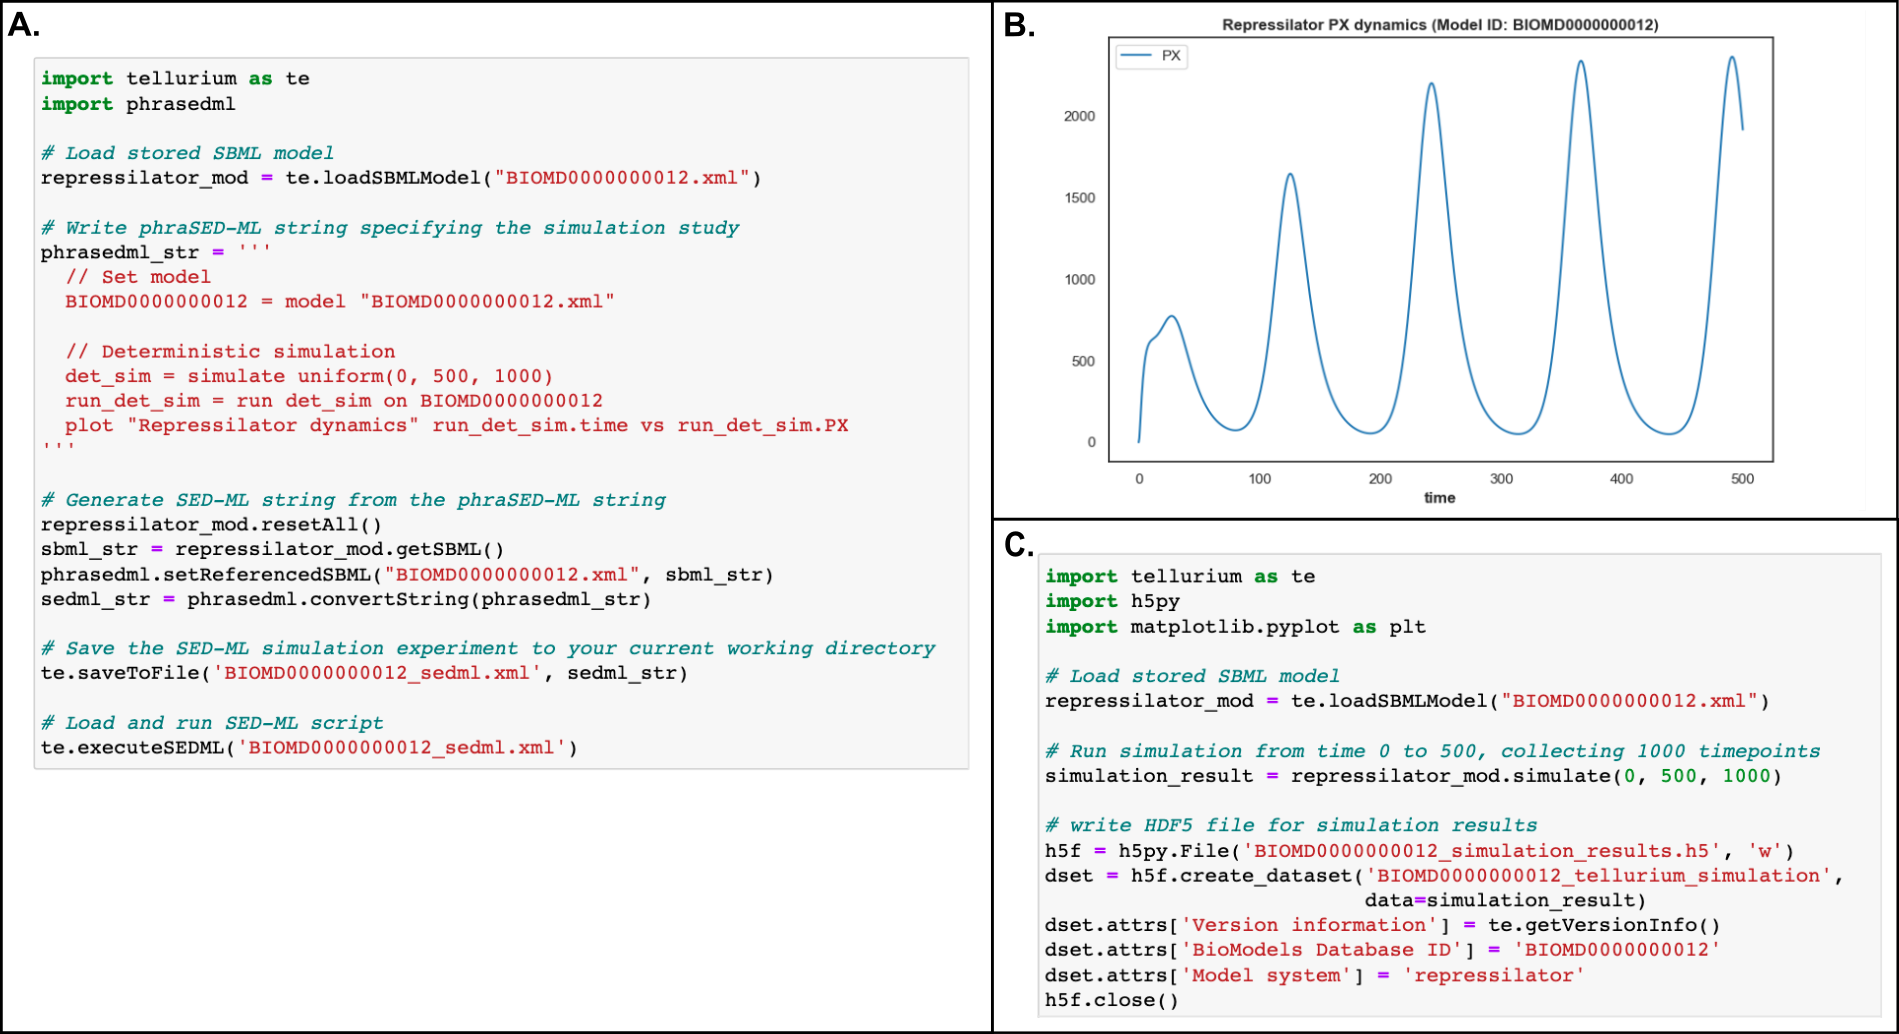 A.
import tellurium as te
import phrasedml
# Load stored SBML model
repressilator_mod = te.loadSBMLModel("BIOMD0000000012.xml")
# Write phraSED-ML string specifying the simulation study
phrasedml_str = '''
// Set model
BIOMD0000000012 = model "BIOMD0000000012.xml"
// Deterministic simulation
det_sim = simulate uniform(0, 500, 1000)
run_det_sim = run det_sim on BIOMD0000000012
plot "Repressilator dynamics" run_det_sim.time vs run_det_sim.PX
'''
# Generate SED-ML string from the phraSED-ML string
repressilator_mod.resetAll()
sbml_str = repressilator_mod.getSBML()
phrasedml.setReferencedSBML("BIOMD0000000012.xml", sbml_str)
sedml_str = phrasedml.convertString(phrasedml_str)
# Save the SED-ML simulation experiment to your current working directory
te.saveToFile('BIOMD0000000012_sedml.xml', sedml_str)
# Load and run SED-ML script
te.executeSEDML('BIOMD0000000012_sedml.xml')
B.
Repressilator PX dynamics (Model ID: BIOMD0000000012)
PX
2000
1500
1000
500
0
0 100 200 300 400 500
time
C.
import tellurium as te
import h5py
import matplotlib.pyplot as plt
# Load stored SBML model
repressilator_mod = te.loadSBMLModel("BIOMD0000000012.xml")
# Run simulation from time 0 to 500, collecting 1000 timepoints
simulation_result = repressilator_mod.simulate(0, 500, 1000)
# write HDF5 file for simulation results
h5f = h5py.File('BIOMD0000000012_simulation_results.h5', 'w')
dset = h5f.create_dataset('BIOMD0000000012_tellurium_simulation',
data=simulation_result)
dset.attrs['Version information'] = te.getVersionInfo()
dset.attrs['BioModels Database ID'] = 'BIOMD0000000012'
dset.attrs['Model system'] = 'repressilator'
h5f.close()